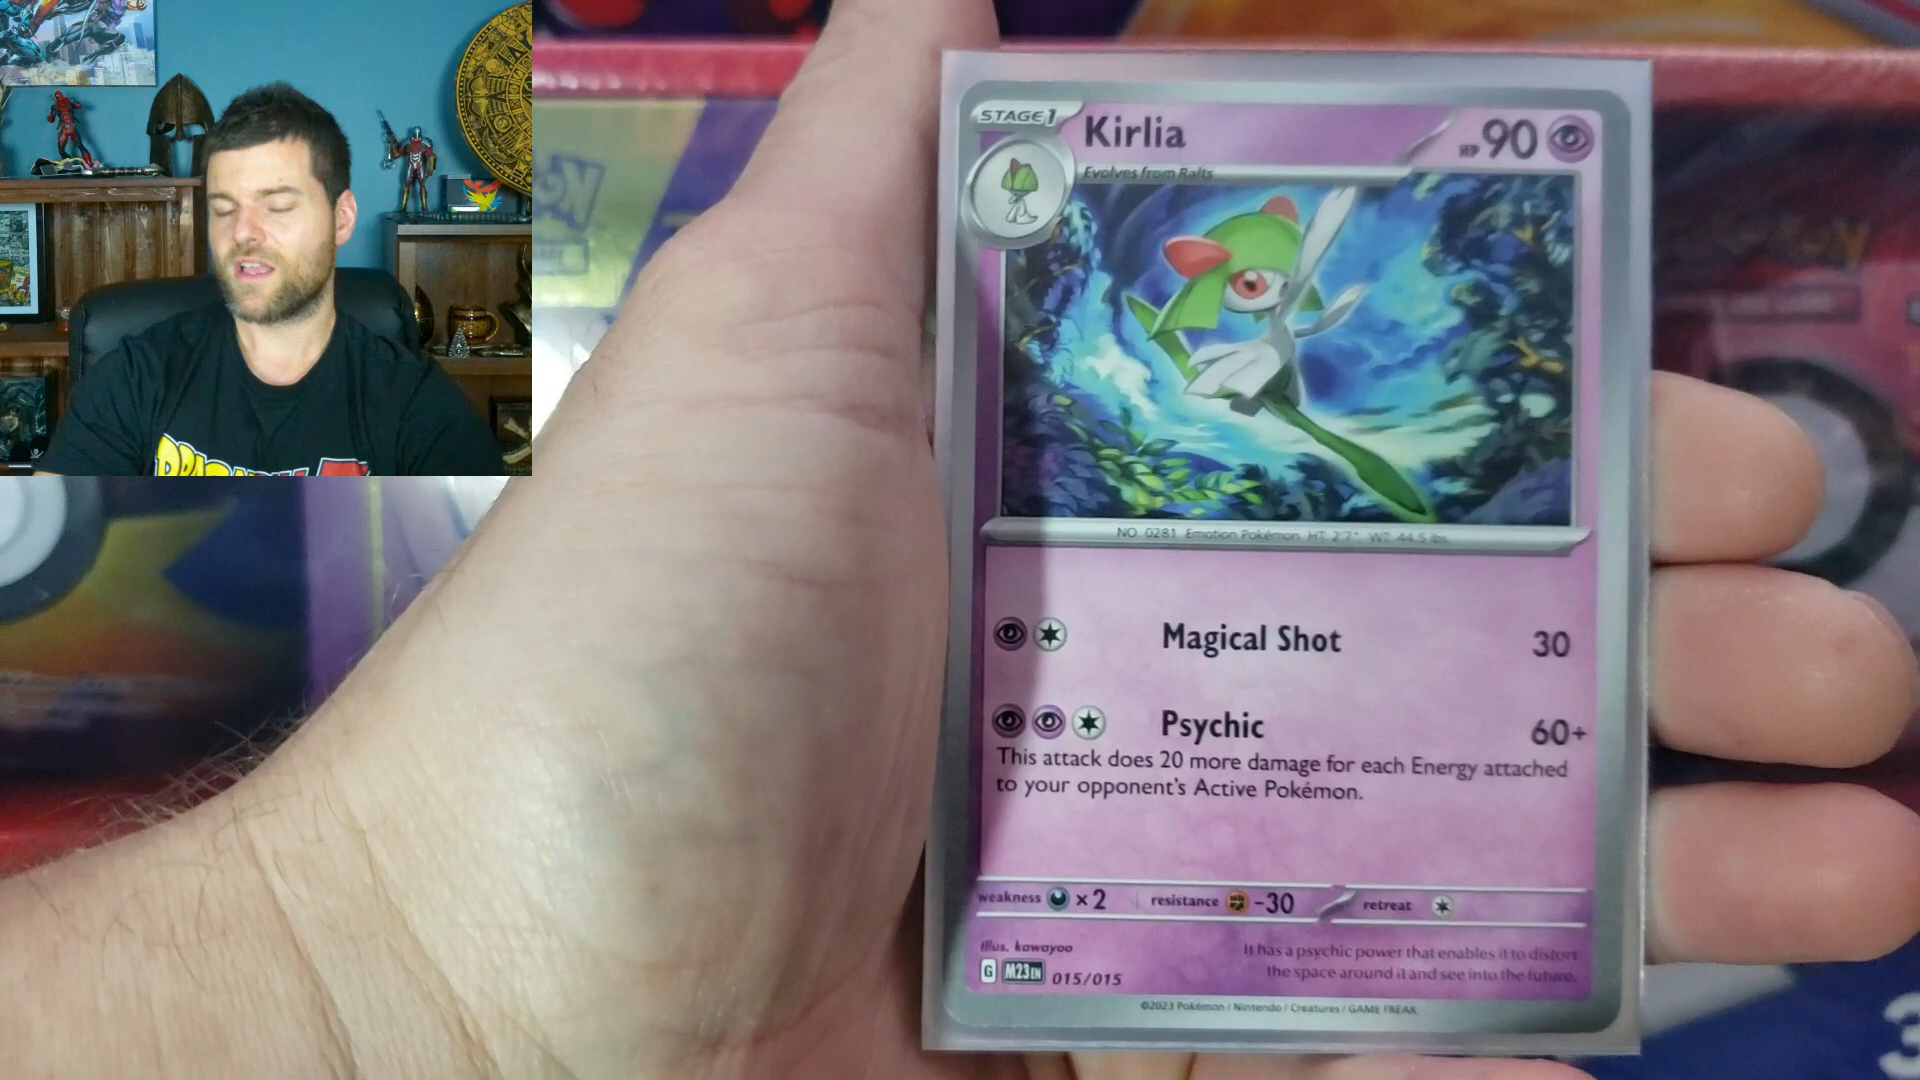 STAGE 1
Kirlia
HP 90
Evolves from Ralts
NO. 0281 Emotion Pokémon HT. 2'7" WT. 44.5 lbs.
Magical Shot 30
Psychic 60+
This attack does 20 more damage for each Energy attached
to your opponent's Active Pokémon.
weakness ×2 resistance -30 retreat
Illus. kawayoo
G M23 EN 015/015
It has a psychic power that enables it to distort
the space around it and see into the future.
©2023 Pokémon / Nintendo / Creatures / GAME FREAK